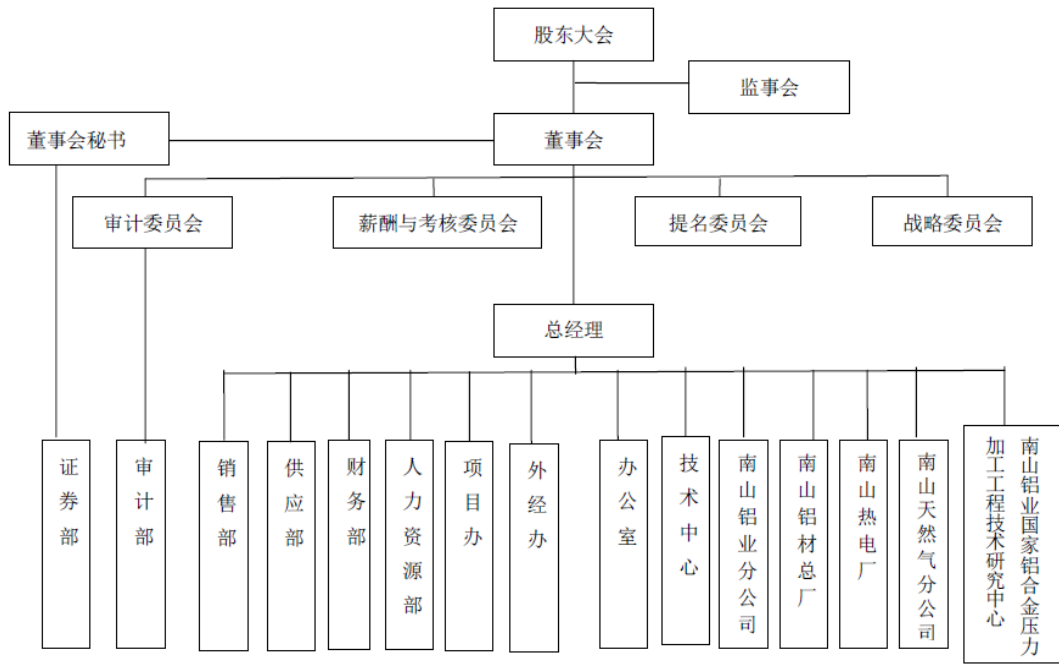 股东大会
监事会
董事会秘书
董事会
审计委员会
薪酬与考核委员会
提名委员会
战略委员会
总经理
证券部
审计部
销售部
供应部
财务部
人力资源部
项目办
外经办
办公室
技术中心
南山铝业分公司
南山铝材总厂
南山热电厂
南山天然气分公司
南山铝业国家铝合金压力
加工工程技术研究中心